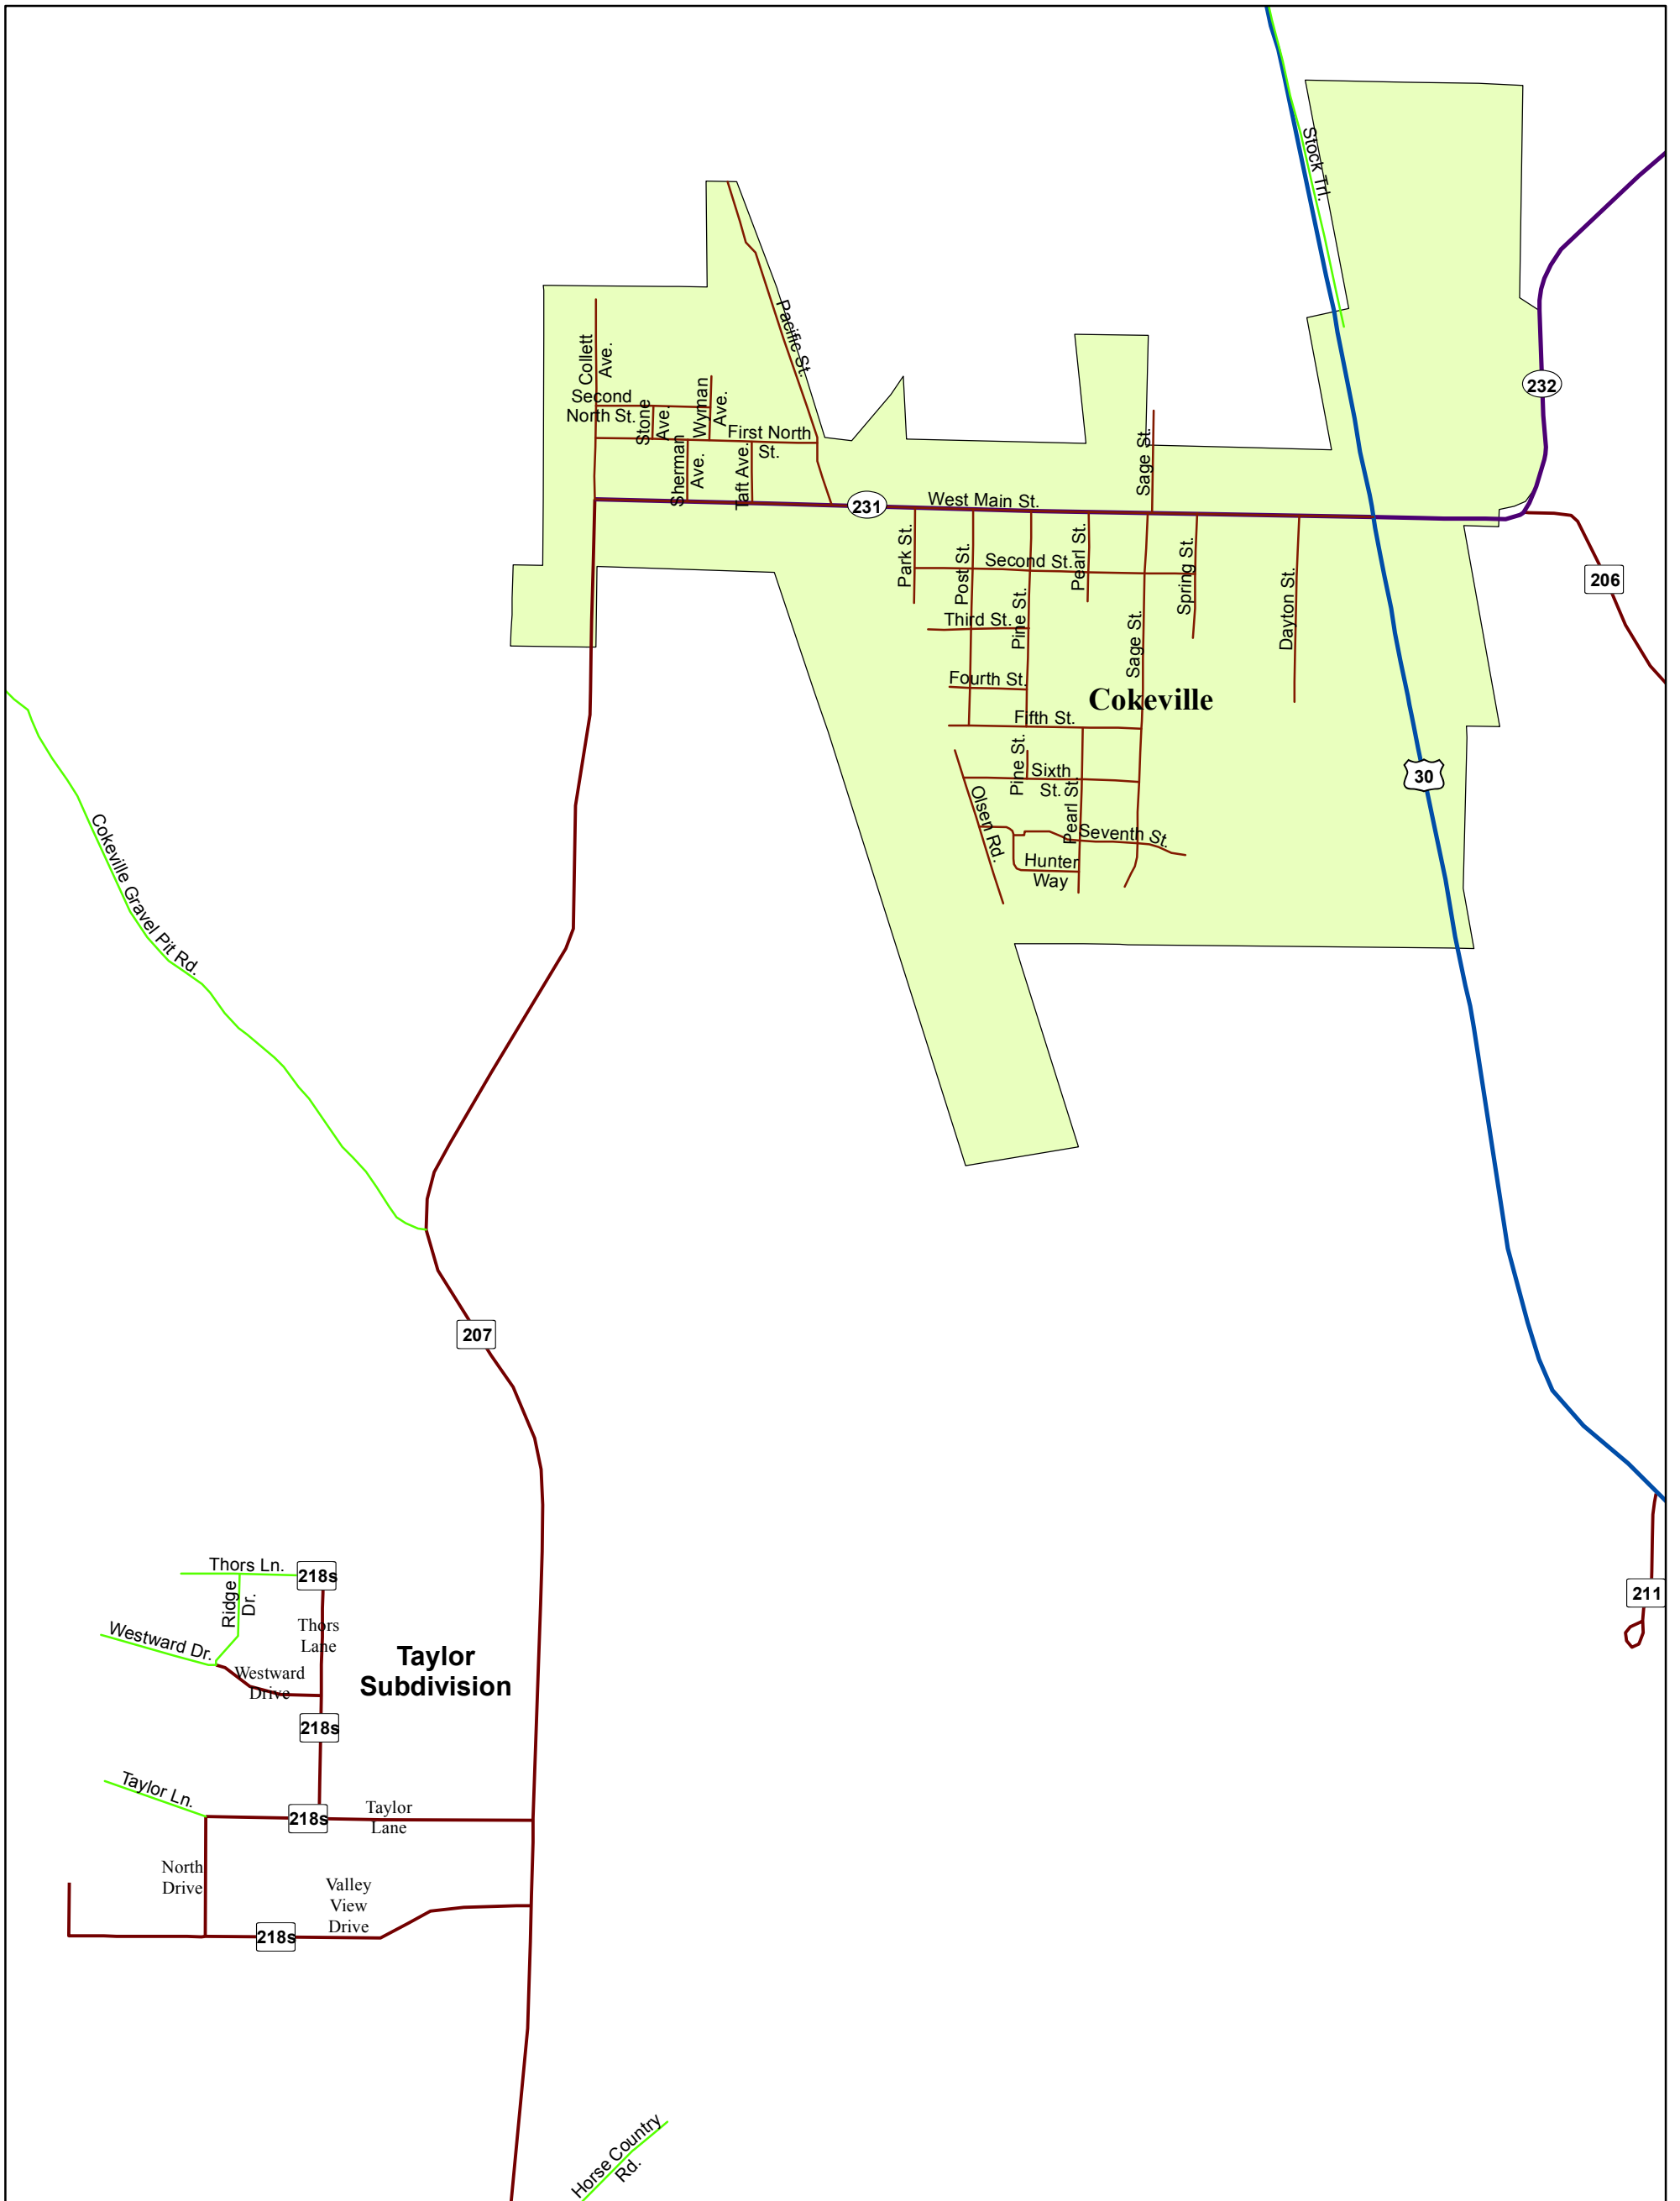 Stock Trl.
Pacific St.
Collett
Ave.
232
Second
North St.
Stone
Ave.
Wyman
Ave.
First North
St.
Sherman
Ave.
Taft Ave.
Sage St.
231
West Main St.
Park St.
Post St.
Second St.
Pearl St.
Spring St.
206
Pine St.
Third St.
Sage St.
Dayton St.
Fourth St.
Cokeville
Fifth St.
Pine St.
Sixth
St.
30
Olsen Rd.
Pearl St.
Seventh St.
Hunter
Way
Cokeville Gravel Pit Rd.
207
Thors Ln.
218s
Ridge
Dr.
211
Westward Dr.
Thors
Lane
Taylor
Subdivision
Westward
Drive
218s
Taylor Ln.
218s
Taylor
Lane
North
Drive
Valley
View
Drive
218s
Horse Country
Rd.